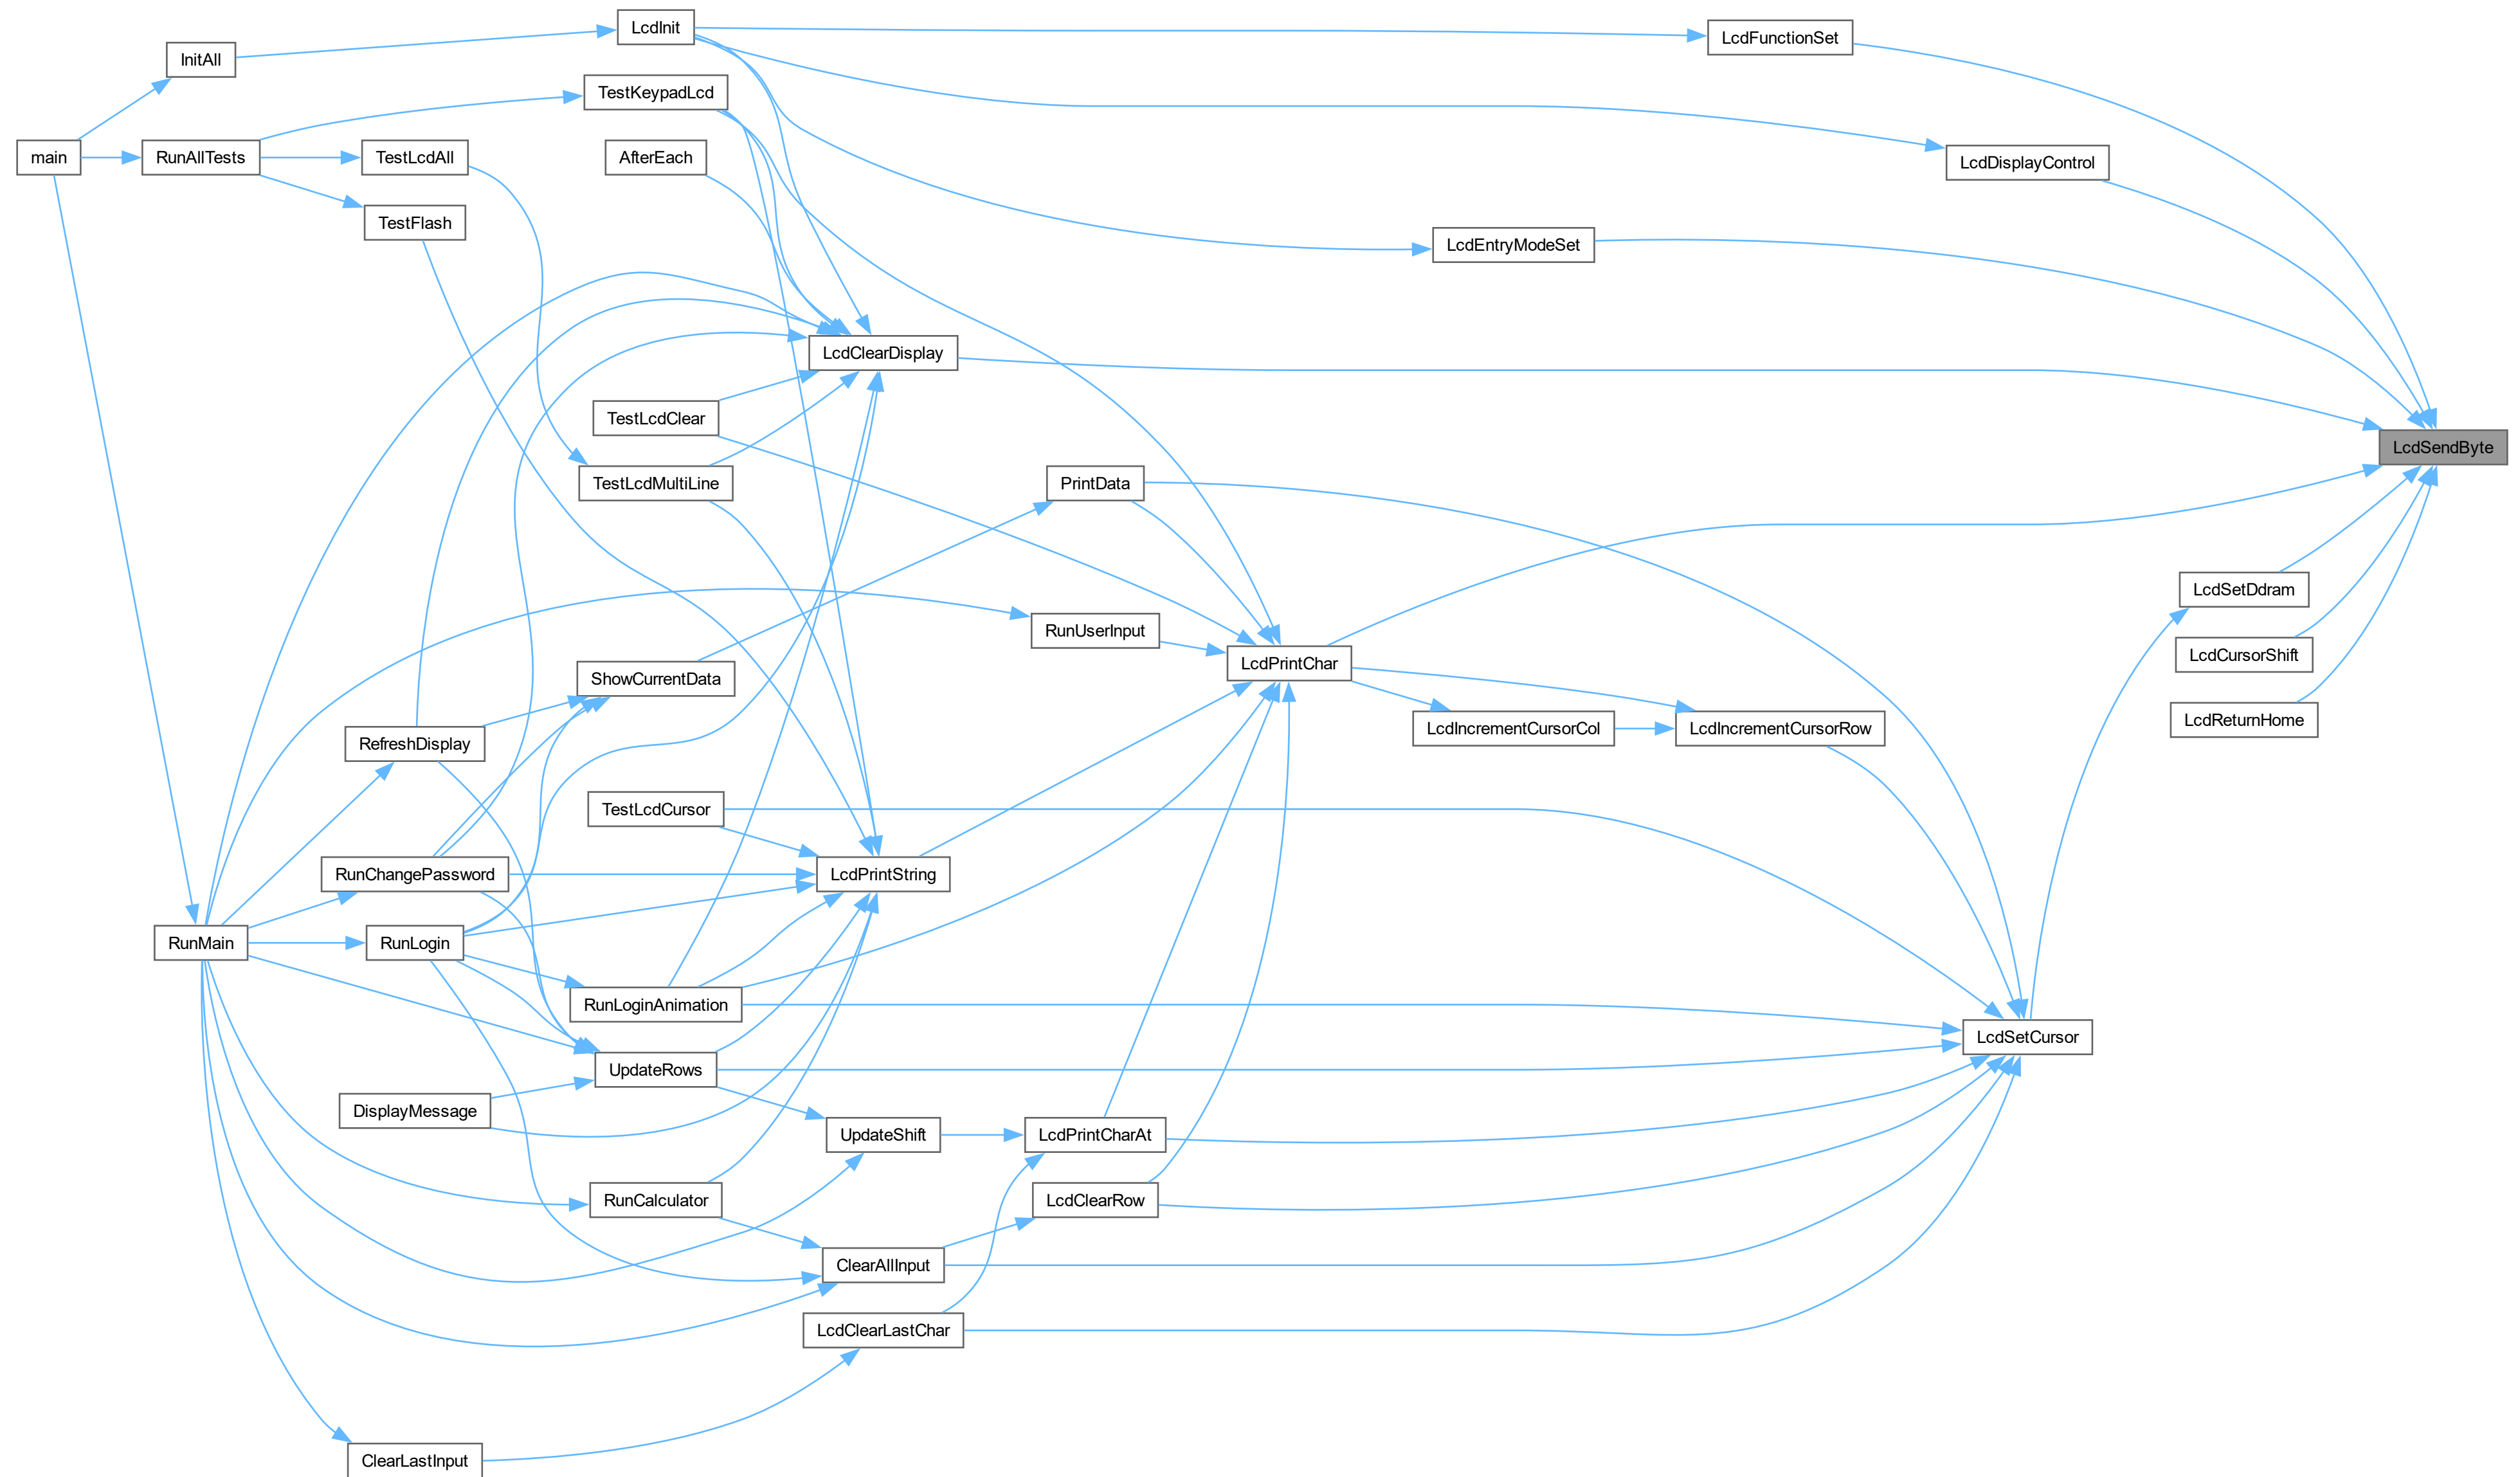 LcdInit
LcdFunctionSet
InitAll
TestKeypadLcd
main
RunAllTests
TestLcdAll
AfterEach
LcdDisplayControl
TestFlash
LcdEntryModeSet
LcdClearDisplay
TestLcdClear
LcdSendByte
TestLcdMultiLine
PrintData
LcdSetDdram
RunUserInput
LcdCursorShift
LcdPrintChar
ShowCurrentData
LcdReturnHome
LcdIncrementCursorCol
LcdIncrementCursorRow
RefreshDisplay
TestLcdCursor
RunChangePassword
LcdPrintString
RunMain
RunLogin
RunLoginAnimation
LcdSetCursor
UpdateRows
DisplayMessage
UpdateShift
LcdPrintCharAt
RunCalculator
LcdClearRow
ClearAllInput
LcdClearLastChar
ClearLastInput